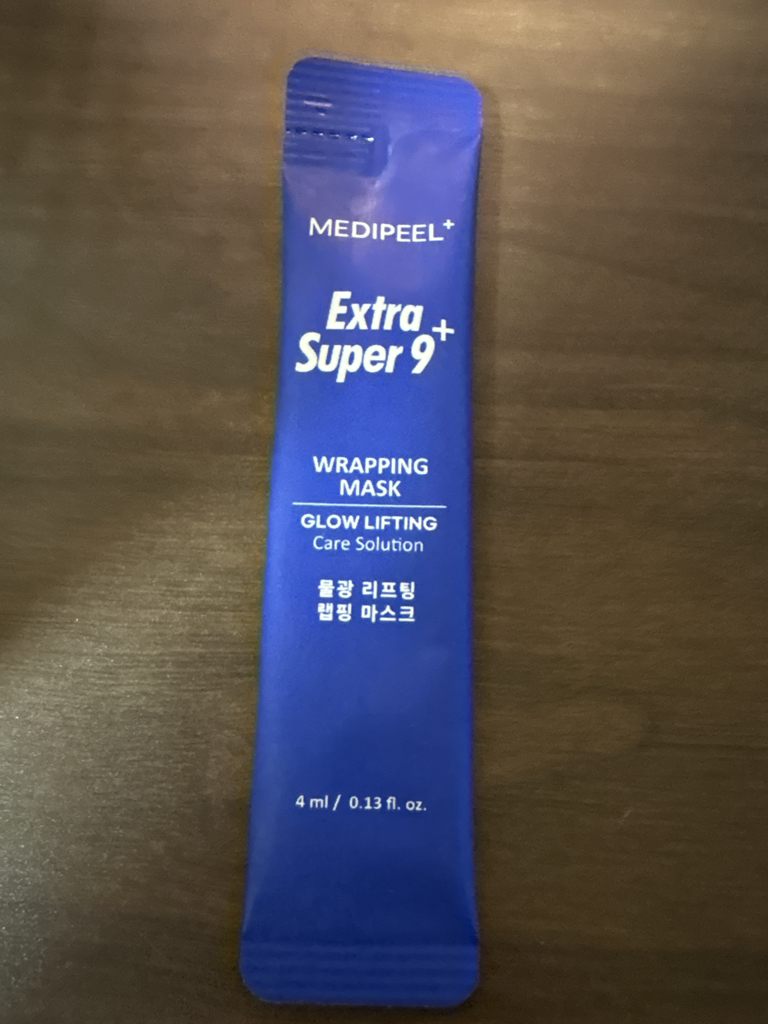 MEDIPEEL+
Extra
Super 9+
WRAPPING
MASK
GLOW LIFTING
Care Solution
물광 리프팅
랩핑 마스크
4 ml / 0.13 fl. oz.